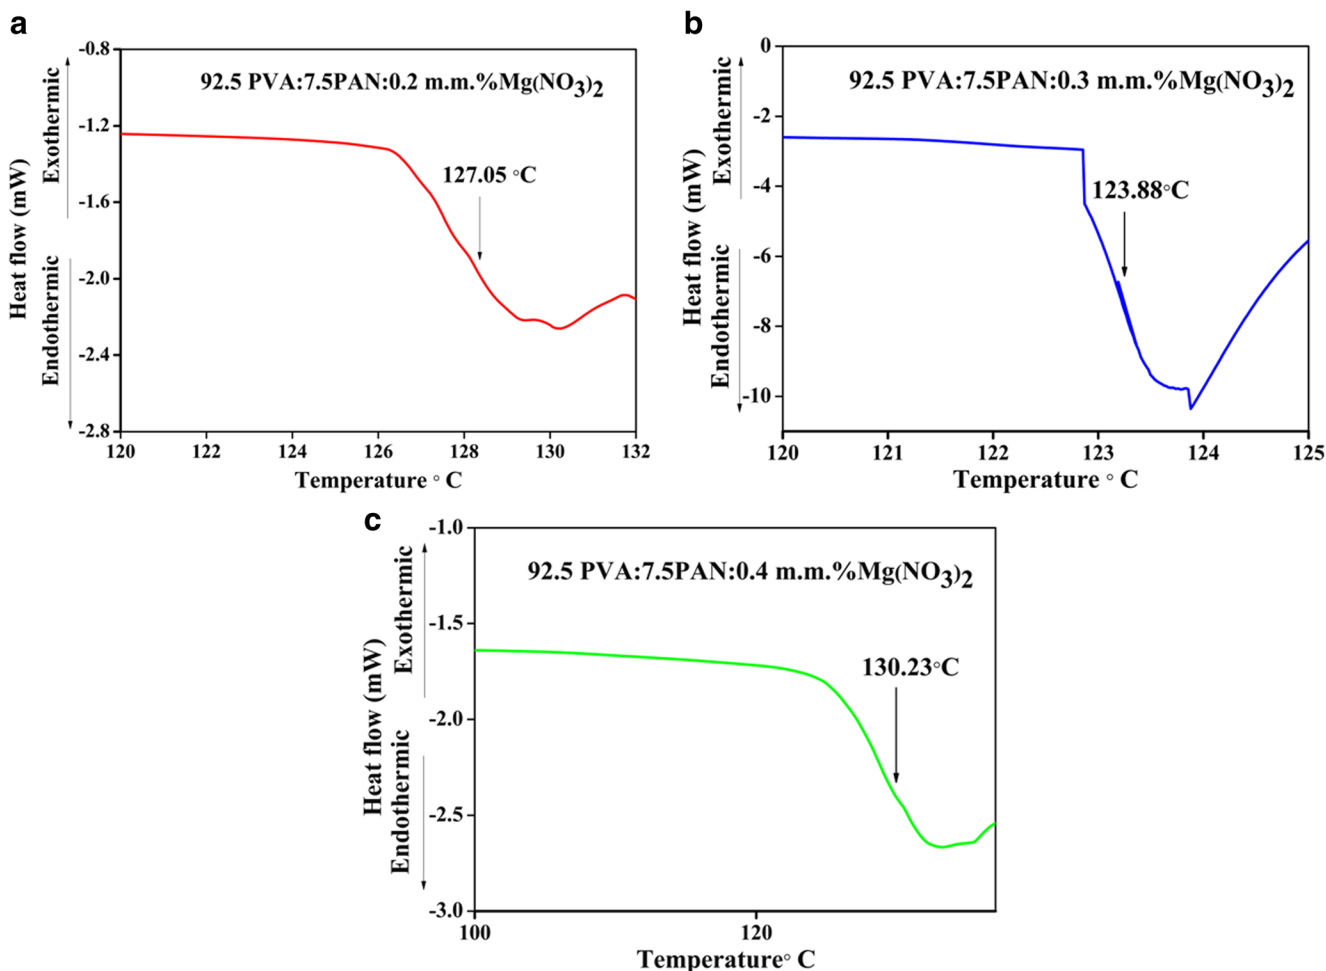 a
92.5 PVA:7.5PAN:0.2 m.m.%Mg(NO3)2
127.05 °C
Heat flow (mW)
Exothermic
Endothermic
-0.8
-1.2
-1.6
-2.0
-2.4
-2.8
120 122 124 126 128 130 132
Temperature ° C
b
92.5 PVA:7.5PAN:0.3 m.m.%Mg(NO3)2
123.88°C
Heat flow (mW)
Exothermic
Endothermic
0
-2
-4
-6
-8
-10
120 121 122 123 124 125
Temperature ° C
c
92.5 PVA:7.5PAN:0.4 m.m.%Mg(NO3)2
130.23°C
Heat flow (mW)
Exothermic
Endothermic
-1.0
-1.5
-2.0
-2.5
-3.0
100 120
Temperature° C